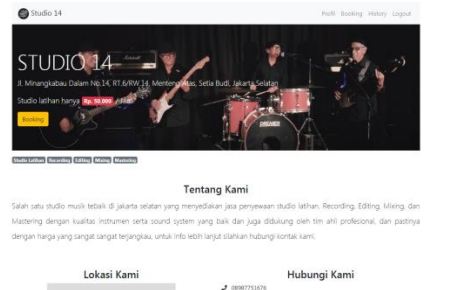 Studio 14
Profil Booking History Logout
STUDIO 14
Jl. Minangkabau Dalam No.14, RT.6/RW.14, Menteng Atas, Setia Budi, Jakarta Selatan
Studio latihan hanya Rp. 50.000 / Jam
Booking
Studio Latihan Recording Editing Mixing Mastering
Tentang Kami
Salah satu studio musik tebaik di jakarta selatan yang menyediakan jasa penyewaan studio latihan, Recording, Editing, Mixing, dan
Mastering dengan kualitas instrumen serta sound system yang baik dan juga didukung oleh tim ahli profesional, dan pastinya
dengan harga yang sangat sangat terjangkau, untuk info lebih lanjut silahkan hubungi kontak kami.
Lokasi Kami
Hubungi Kami